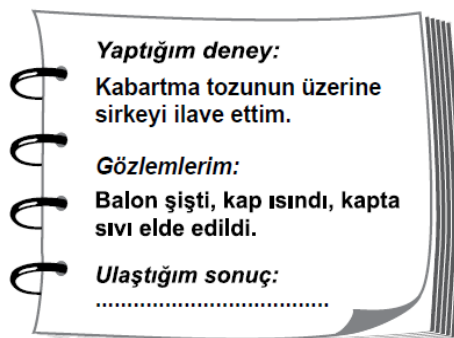 Yaptığım deney:
Kabartma tozunun üzerine
sirkeyi ilave ettim.
Gözlemlerim:
Balon şişti, kap ısındı, kapta
sıvı elde edildi.
Ulaştığım sonuç:
.....................................